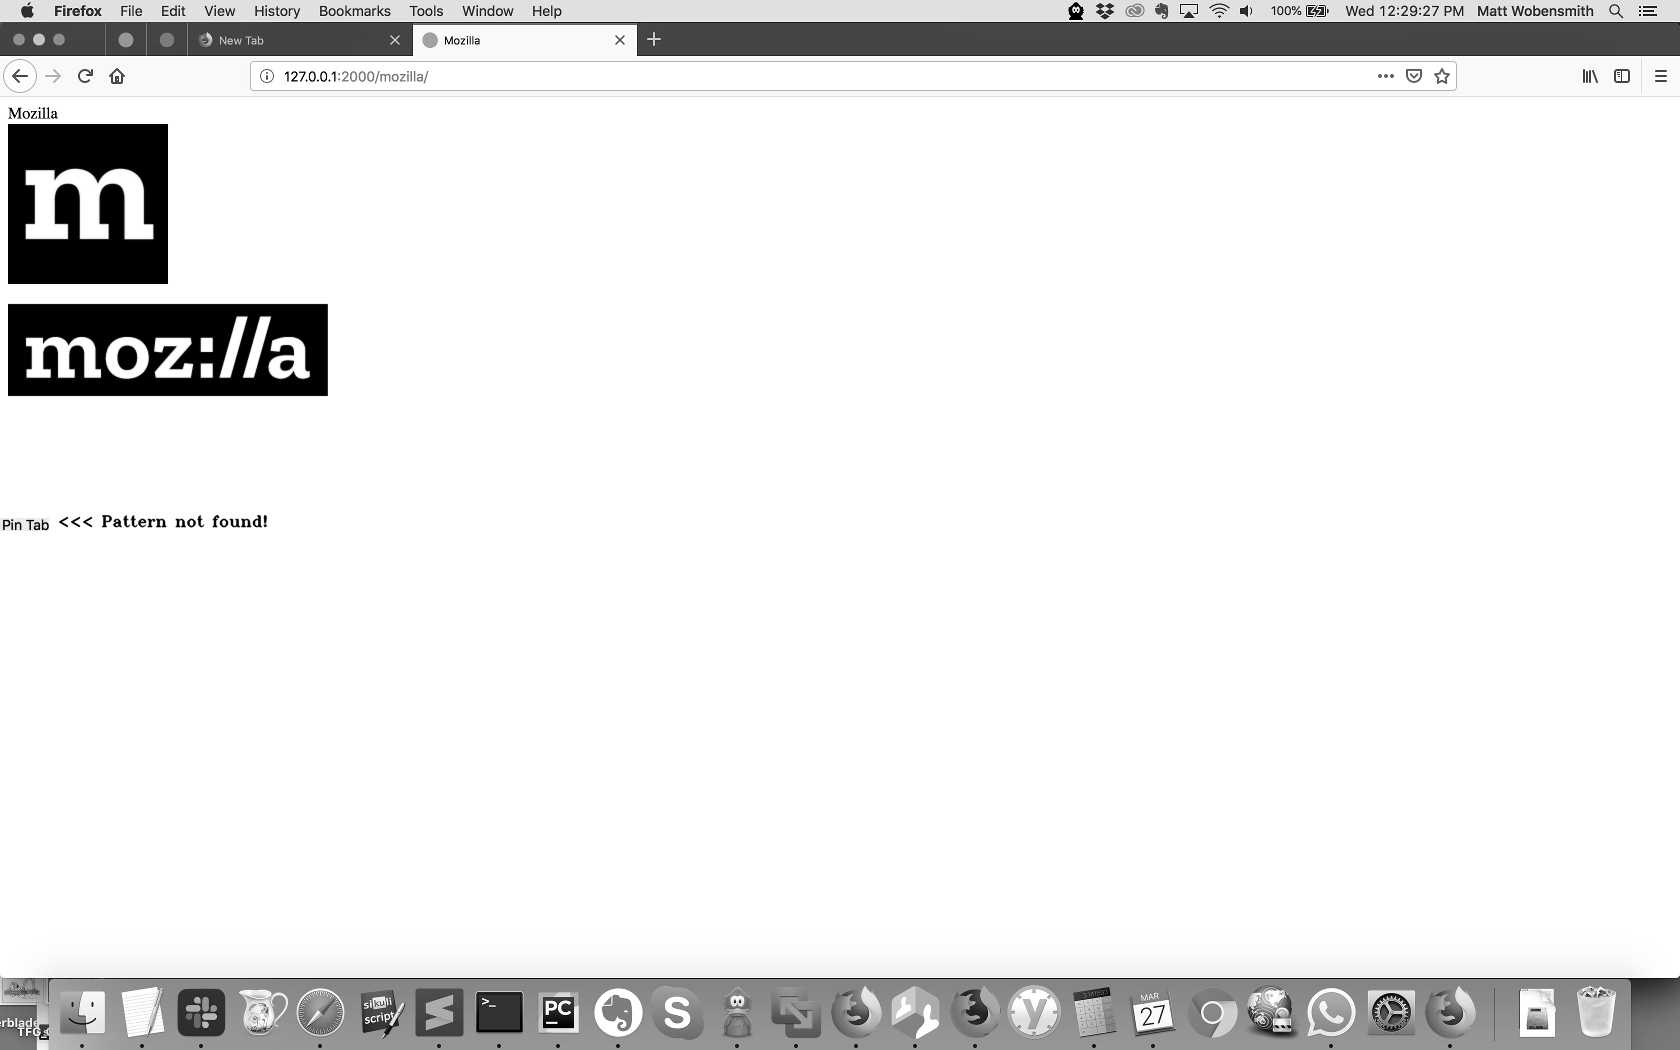 Firefox File Edit View History Bookmarks Tools Window Help 100% Wed 12:29:27 PM Matt Wobensmith
New Tab Mozilla
127.0.0.1:2000/mozilla/
Mozilla
m
moz://a
Pin Tab <<< Pattern not found!
sikuli
script
S
>_
PC
S
MAR
27
erblade
TFG